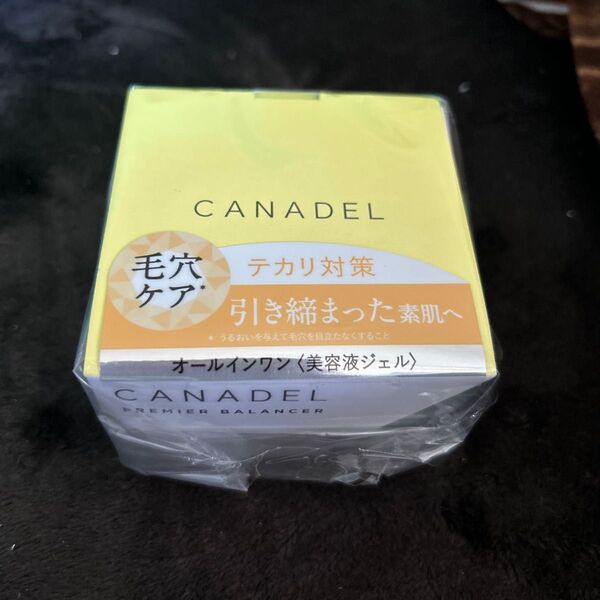 CANADEL
毛穴
ケア*
テカリ対策
引き締まった素肌へ
* うるおいを与えて毛穴を目立たなくすること
オールインワン〈美容液ジェル〉
CANADEL
PREMIER BALANCER